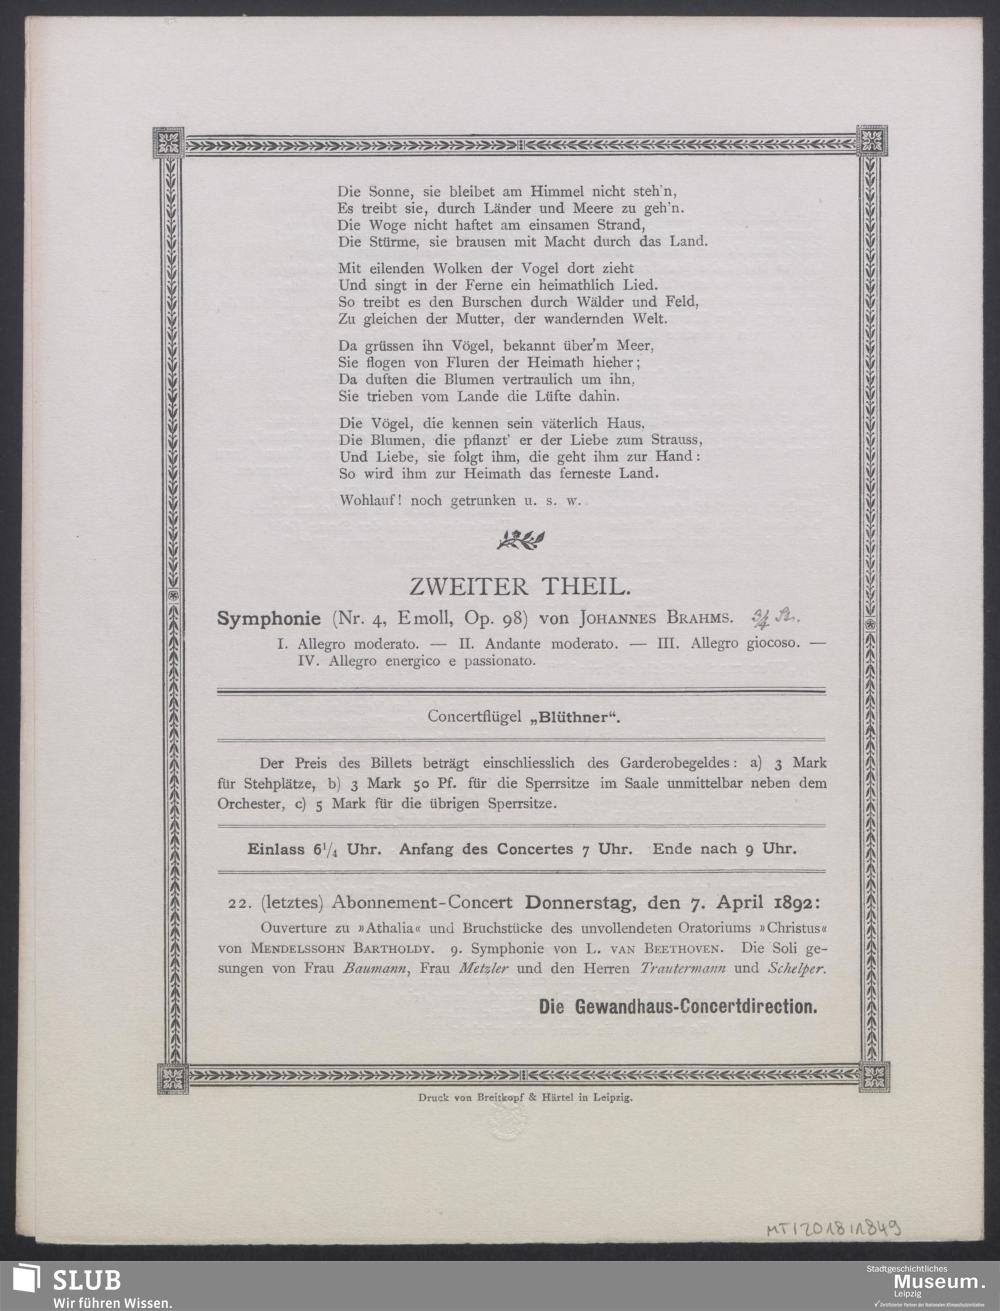 Die Sonne, sie bleibet am Himmel nicht steh'n,
Es treibt sie, durch Länder und Meere zu geh'n.
Die Woge nicht haftet am einsamen Strand,
Die Stürme, sie brausen mit Macht durch das Land.
Mit eilenden Wolken der Vogel dort zieht
Und singt in der Ferne ein heimathlich Lied.
So treibt es den Burschen durch Wälder und Feld,
Zu gleichen der Mutter, der wandernden Welt.
Da grüssen ihn Vögel, bekannt über'm Meer,
Sie flogen von Fluren der Heimath hieher;
Da duften die Blumen vertraulich um ihn,
Sie trieben vom Lande die Lüfte dahin.
Die Vögel, die kennen sein väterlich Haus,
Die Blumen, die pflanzt' er der Liebe zum Strauss,
Und Liebe, sie folgt ihm, die geht ihm zur Hand:
So wird ihm zur Heimath das ferneste Land.
Wohlauf! noch getrunken u. s. w.
ZWEITER THEIL.
Symphonie (Nr. 4, Emoll, Op. 98) von JOHANNES BRAHMS. 3/4 St.
I. Allegro moderato. — II. Andante moderato. — III. Allegro giocoso. —
IV. Allegro energico e passionato.
Concertflügel „Blüthner“.
Der Preis des Billets beträgt einschliesslich des Garderobegeldes: a) 3 Mark
für Stehplätze, b) 3 Mark 50 Pf. für die Sperrsitze im Saale unmittelbar neben dem
Orchester, c) 5 Mark für die übrigen Sperrsitze.
Einlass 6¹/₄ Uhr. Anfang des Concertes 7 Uhr. Ende nach 9 Uhr.
22. (letztes) Abonnement-Concert Donnerstag, den 7. April 1892:
Ouverture zu »Athalia« und Bruchstücke des unvollendeten Oratoriums »Christus«
von MENDELSSOHN BARTHOLDY. 9. Symphonie von L. VAN BEETHOVEN. Die Soli ge-
sungen von Frau Baumann, Frau Metzler und den Herren Trautermann und Schelper.
Die Gewandhaus-Concertdirection.
Druck von Breitkopf & Härtel in Leipzig.
MT/2018/1849
SLUB
Wir führen Wissen.
Stadtgeschichtliches
Museum.
Leipzig
✓ Zertifizierter Partner der Nationalen Klimaschutzinitiative